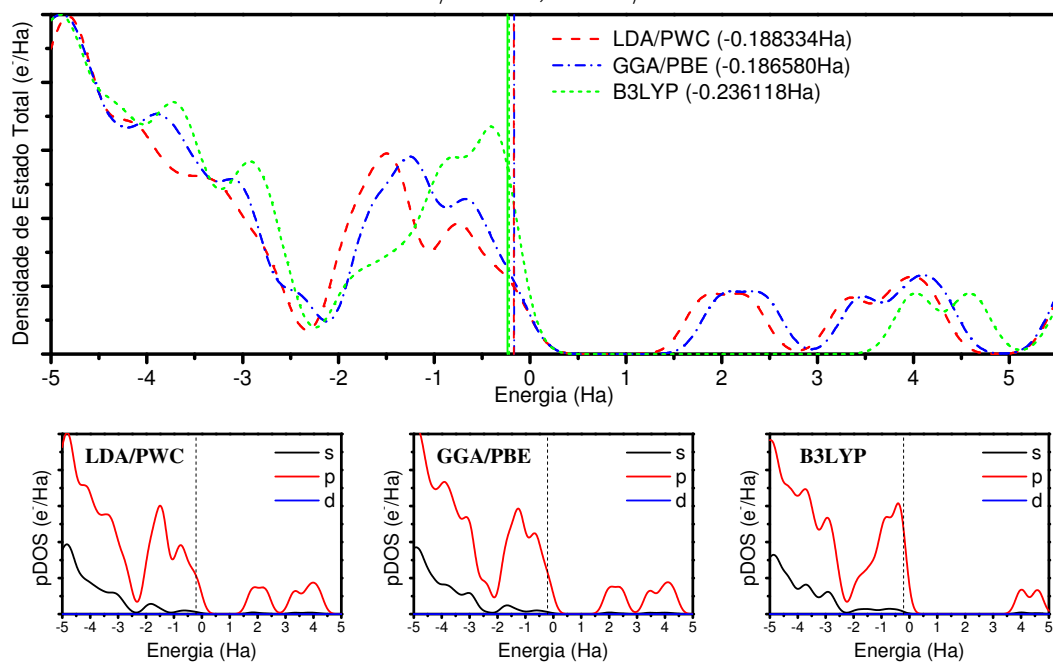 LDA/PWC (-0.188334Ha)
GGA/PBE (-0.186580Ha)
B3LYP (-0.236118Ha)
Densidade de Estado Total (e-/Ha)
-5 -4 -3 -2 -1 0 1 2 3 4 5
Energia (Ha)
LDA/PWC
s
p
d
pDOS (e-/Ha)
-5 -4 -3 -2 -1 0 1 2 3 4 5
Energia (Ha)
GGA/PBE
s
p
d
pDOS (e-/Ha)
-5 -4 -3 -2 -1 0 1 2 3 4 5
Energia (Ha)
B3LYP
s
p
d
pDOS (e-/Ha)
-5 -4 -3 -2 -1 0 1 2 3 4 5
Energia (Ha)